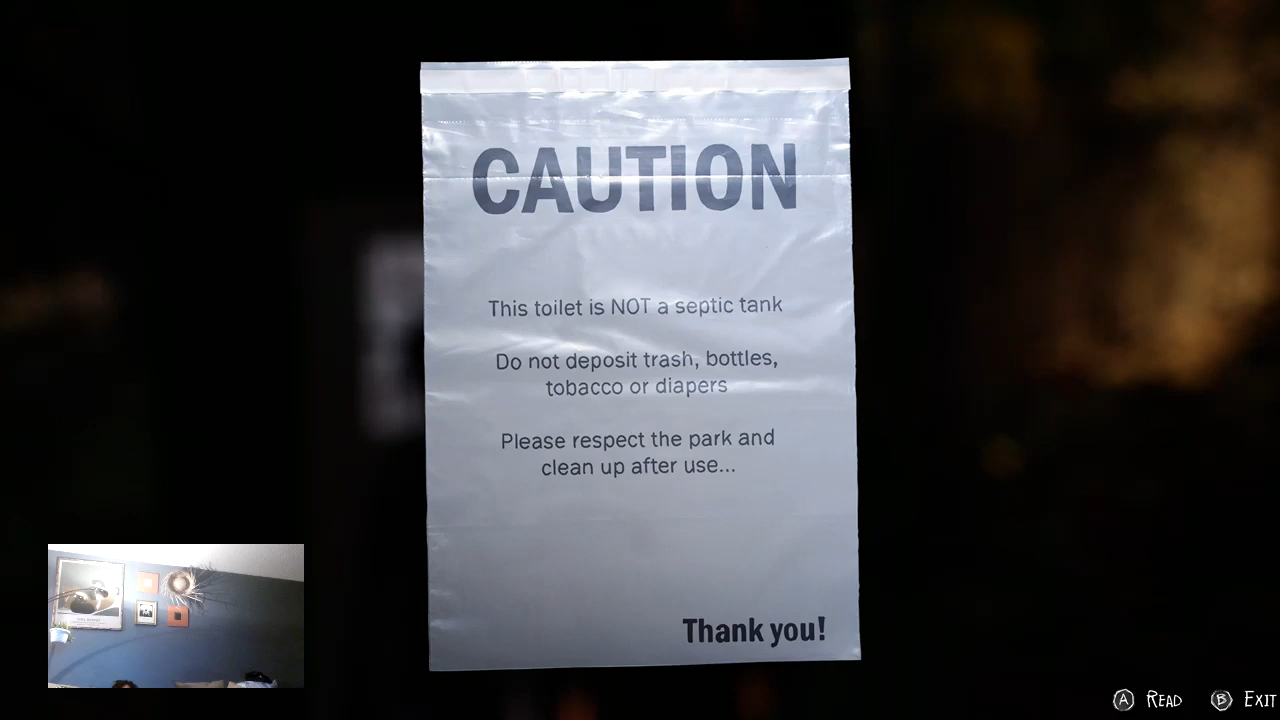 CAUTION
This toilet is NOT a septic tank
Do not deposit trash, bottles,
tobacco or diapers
Please respect the park and
clean up after use...
Thank you!
A READ B EXIT